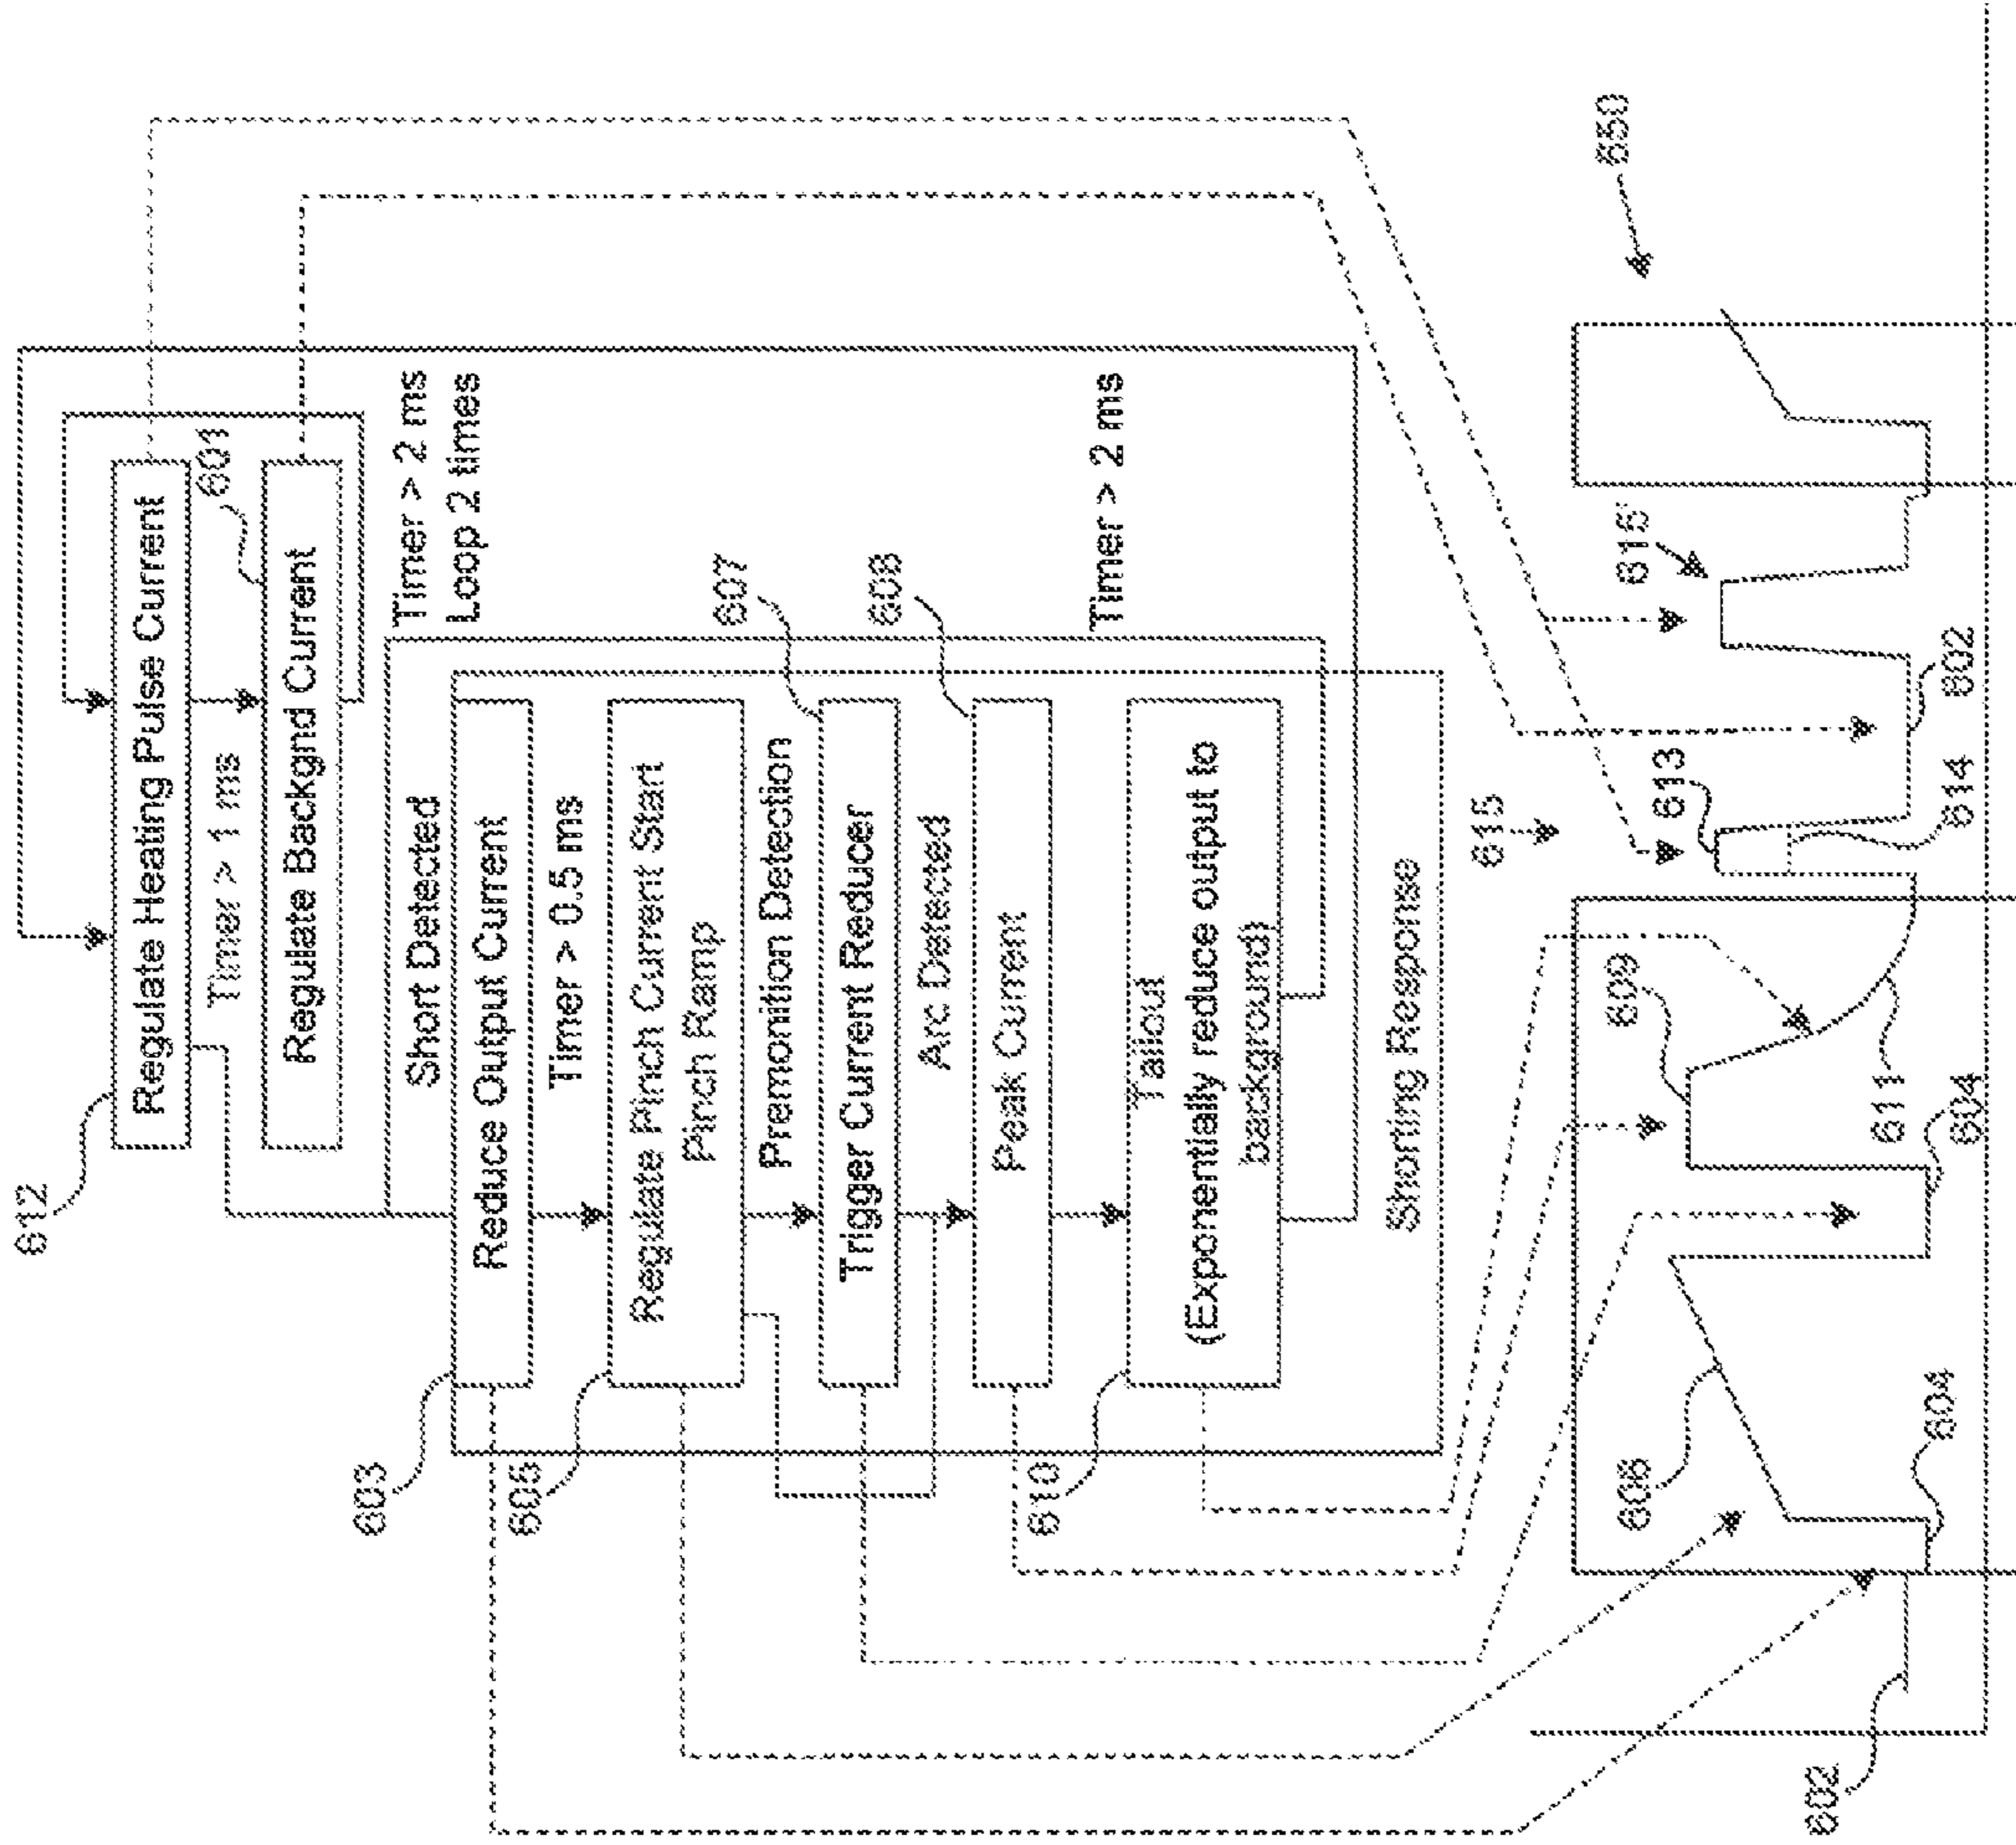 612
Regulate Heating Pulse Current
Timer > 1 ms
601
Regulate Backgnd Current
Timer > 2 ms
Loop 2 times
Short Detected
603
Reduce Output Current
Timer > 0.5 ms
605
Regulate Pinch Current Start
Pinch Ramp
Premonition Detection
607
Trigger Current Reducer
Arc Detected
608
Peak Current
Timer > 2 ms
610
Tailout
(Exponentially reduce output to
background)
Shorting Response
615
650
602
604
606
604
609
611
613
614
602
616'